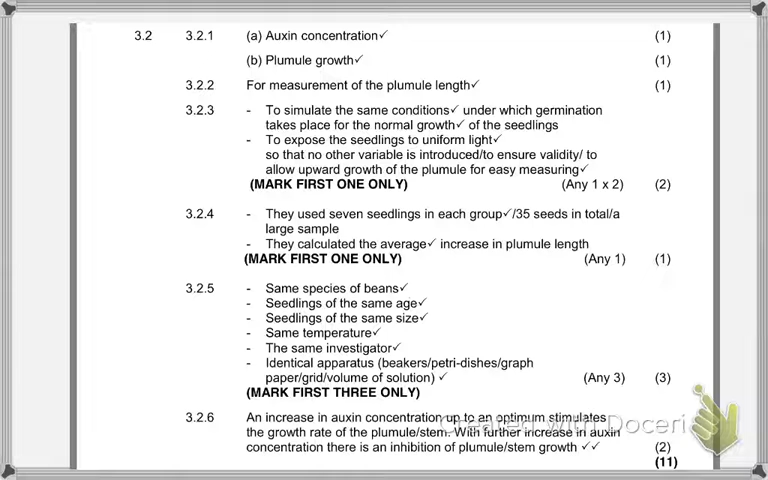 3.2 3.2.1 (a) Auxin concentration✓ (1)
(b) Plumule growth✓ (1)
3.2.2 For measurement of the plumule length✓ (1)
3.2.3 - To simulate the same conditions✓ under which germination
takes place for the normal growth✓ of the seedlings
- To expose the seedlings to uniform light✓
so that no other variable is introduced/to ensure validity/ to
allow upward growth of the plumule for easy measuring✓
(MARK FIRST ONE ONLY) (Any 1 x 2) (2)
3.2.4 - They used seven seedlings in each group✓/35 seeds in total/a
large sample
- They calculated the average✓ increase in plumule length
(MARK FIRST ONE ONLY) (Any 1) (1)
3.2.5 - Same species of beans✓
- Seedlings of the same age✓
- Seedlings of the same size✓
- Same temperature✓
- The same investigator✓
- Identical apparatus (beakers/petri-dishes/graph
paper/grid/volume of solution) ✓ (Any 3) (3)
(MARK FIRST THREE ONLY)
3.2.6 An increase in auxin concentration up to an optimum stimulates
the growth rate of the plumule/stem. With further increase in auxin
concentration there is an inhibition of plumule/stem growth ✓✓ (2)
(11)
Created with Doceri